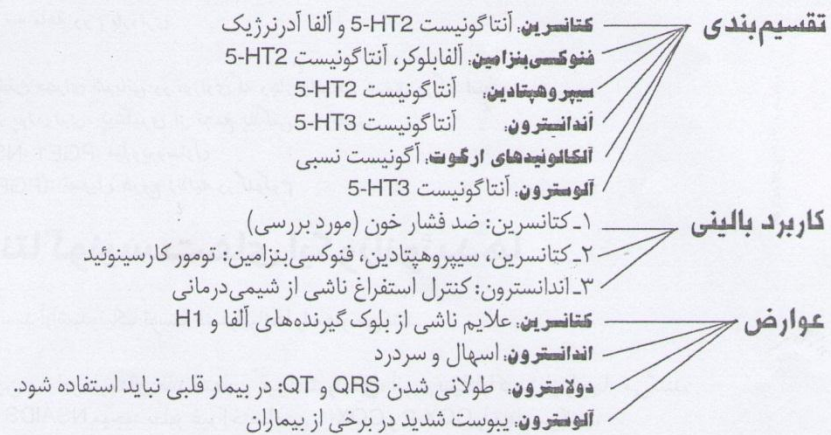 تقسیم‌بندی
کتانسرین. آنتاگونیست 5-HT2 و آلفا آدرنرژیک
فنوکسی‌بنزامین. آلفابلوکر، آنتاگونیست 5-HT2
سیپروهپتادین. آنتاگونیست 5-HT2
اندانسترون. آنتاگونیست 5-HT3
آلکالوئیدهای ارگوت. آگونیست نسبی
آلوسترون. آنتاگونیست 5-HT3
کاربرد بالینی
۱ـ کتانسرین: ضد فشار خون (مورد بررسی)
۲ـ کتانسرین، سیپروهپتادین، فنوکسی‌بنزامین: تومور کارسینوئید
۳ـ اندانسترون: کنترل استفراغ ناشی از شیمی‌درمانی
عوارض
کتانسرین. علایم ناشی از بلوک گیرنده‌های آلفا و H1
اندانسترون. اسهال و سردرد
دولاسترون. طولانی شدن QRS و QT: در بیمار قلبی نباید استفاده شود.
آلوسترون. یبوست شدید در برخی از بیماران